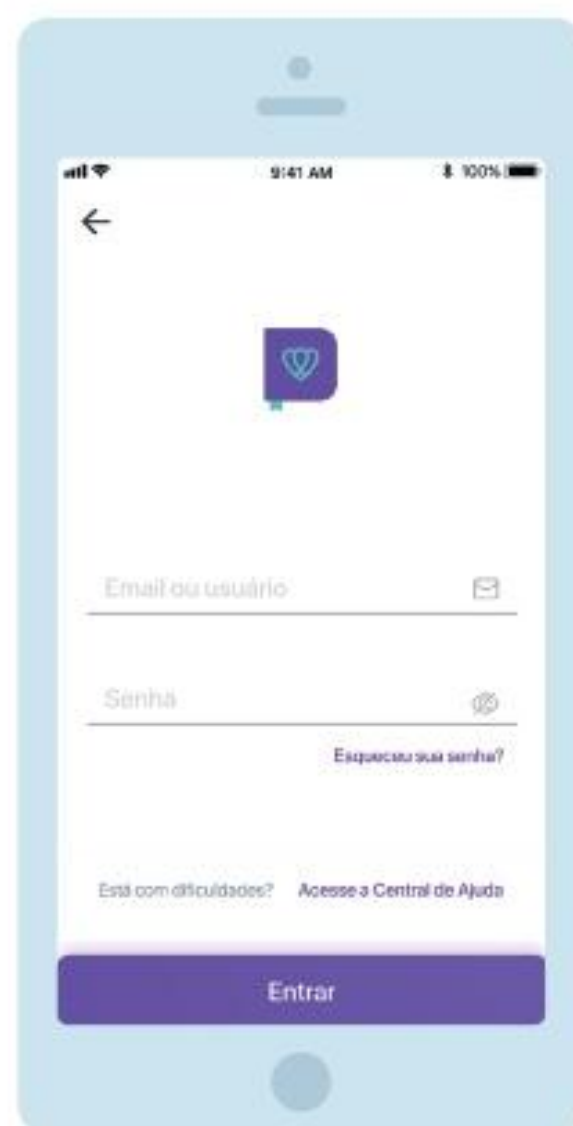 9:41 AM 100%
Email ou usuário
Senha
Esqueceu sua senha?
Está com dificuldades? Acesse a Central de Ajuda
Entrar